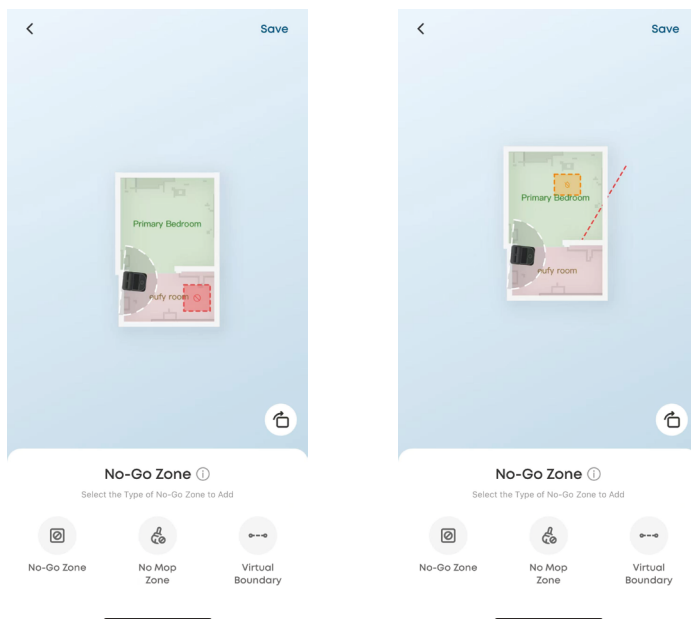 Save
Primary Bedroom
eufy room
No-Go Zone
Select the Type of No-Go Zone to Add
No-Go Zone
No Mop
Zone
Virtual
Boundary
Save
Primary Bedroom
eufy room
No-Go Zone
Select the Type of No-Go Zone to Add
No-Go Zone
No Mop
Zone
Virtual
Boundary